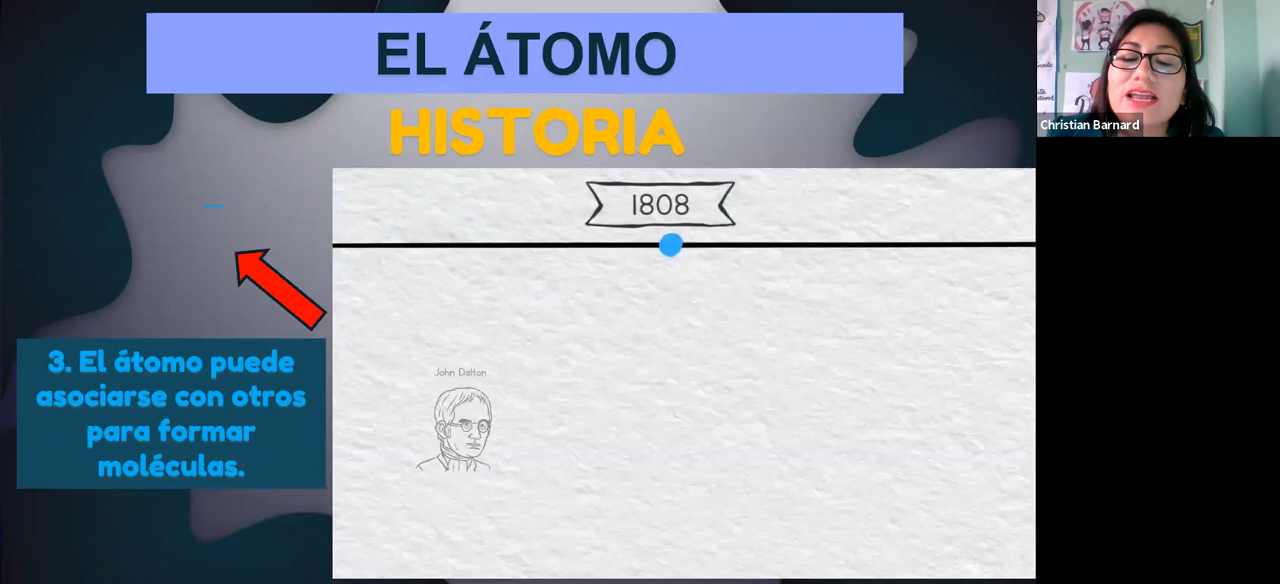 EL ÁTOMO
HISTORIA
1808
John Dalton
3. El átomo puede
asociarse con otros
para formar
moléculas.
Christian Barnard